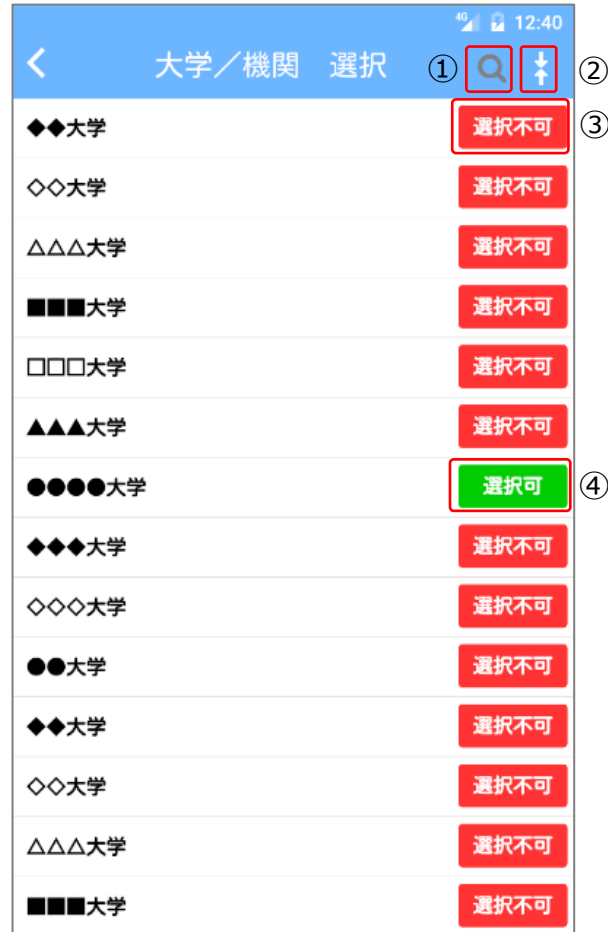 4G 12:40
大学／機関　選択 ① ②
◆◆大学 選択不可 ③
◇◇大学 選択不可
△△△大学 選択不可
■■■大学 選択不可
□□□大学 選択不可
▲▲▲大学 選択不可
●●●●大学 選択可 ④
◆◆◆大学 選択不可
◇◇◇大学 選択不可
●●大学 選択不可
◆◆大学 選択不可
◇◇大学 選択不可
△△△大学 選択不可
■■■大学 選択不可